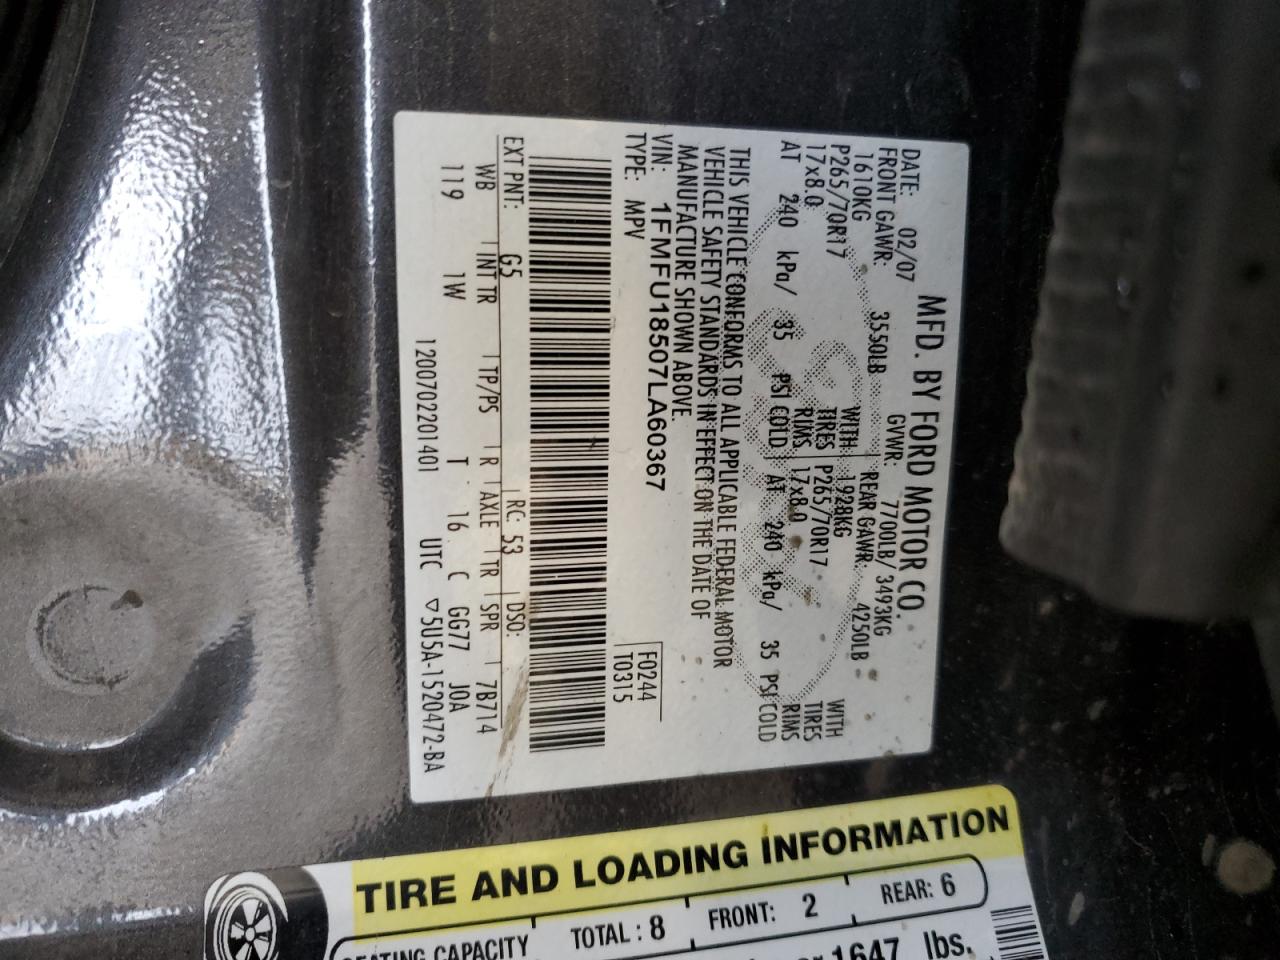 MFD. BY FORD MOTOR CO.
DATE: 02/07 GVWR: 7700LB/ 3493KG
FRONT GAWR: 3550LB REAR GAWR: 4250LB
1610KG WITH 1928KG WITH
P265/70R17 TIRES P265/70R17 TIRES
17x8.0 RIMS 17x8.0 RIMS
AT 240 kPa/ 35 PSI COLD AT 240 kPa/ 35 PSI COLD
THIS VEHICLE CONFORMS TO ALL APPLICABLE FEDERAL MOTOR
VEHICLE SAFETY STANDARDS IN EFFECT ON THE DATE OF
MANUFACTURE SHOWN ABOVE.
VIN: 1FMFU18507LA60367
TYPE: MPV
F0244
T0315
EXT PNT: G5 RC: 53 DSO:
WB INT TR TP/PS R AXLE TR SPR 7B714
119 1W T 16 C GG77 J0A
1200702201401 UTC ▽5U5A-1520472-BA
TIRE AND LOADING INFORMATION
SEATING CAPACITY TOTAL : 8 FRONT: 2 REAR: 6
1647 lbs.